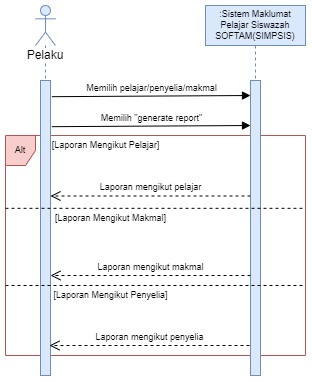 :Sistem Maklumat
Pelajar Siswazah
SOFTAM(SIMPSIS)
Pelaku
Memilih pelajar/penyelia/makmal
Memilih "generate report"
Alt
[Laporan Mengikut Pelajar]
Laporan mengikut pelajar
[Laporan Mengikut Makmal]
Laporan mengikut makmal
[Laporan Mengikut Penyelia]
Laporan mengikut penyelia